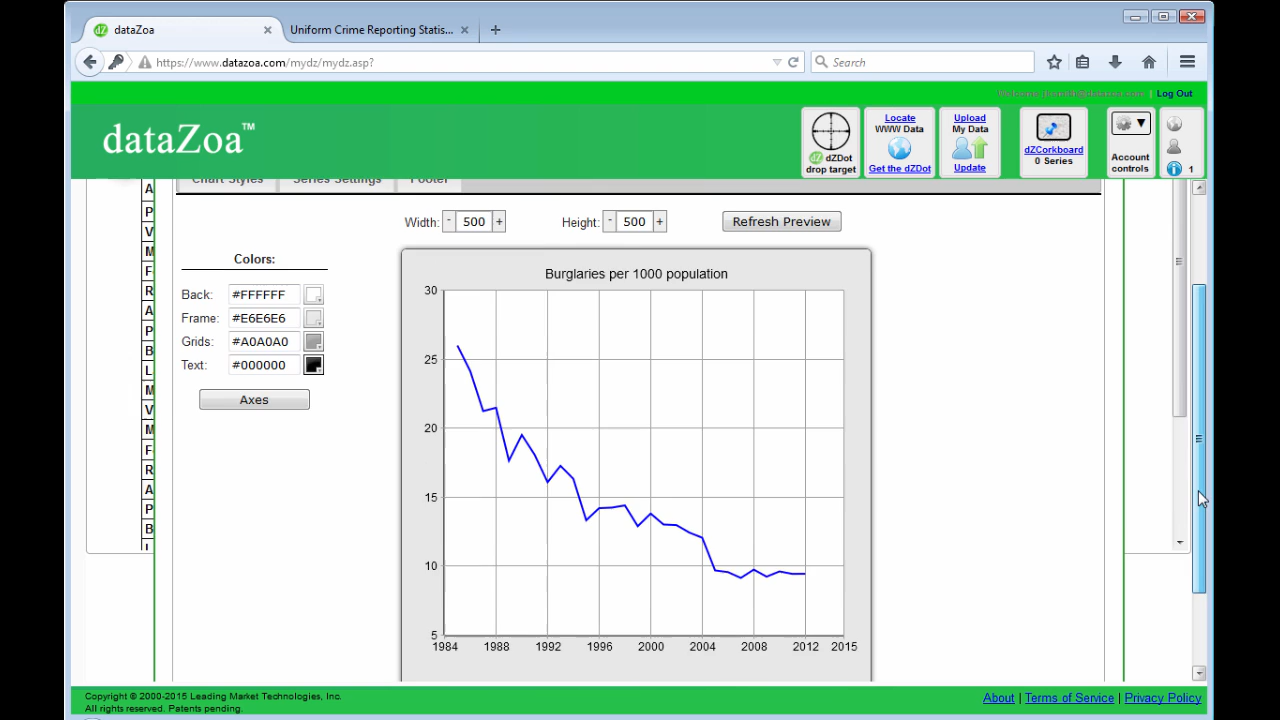 dataZoa
Uniform Crime Reporting Statis...
https://www.datazoa.com/mydz/mydz.asp?
Search
Log Out
dataZoa™
dZDot
drop target
Locate
WWW Data
Get the dZDot
Upload
My Data
Update
dZCorkboard
0 Series
Account
controls
1
Chart Styles
Series Settings
Footer
Width: - 500 +
Height: - 500 +
Refresh Preview
Colors:
Back: #FFFFFF
Frame: #E6E6E6
Grids: #A0A0A0
Text: #000000
Axes
A
P
V
M
F
R
A
P
B
L
M
V
M
F
R
A
P
B
Burglaries per 1000 population
30
25
20
15
10
5
1984 1988 1992 1996 2000 2004 2008 2012 2015
Copyright © 2000-2015 Leading Market Technologies, Inc.
All rights reserved. Patents pending.
About | Terms of Service | Privacy Policy